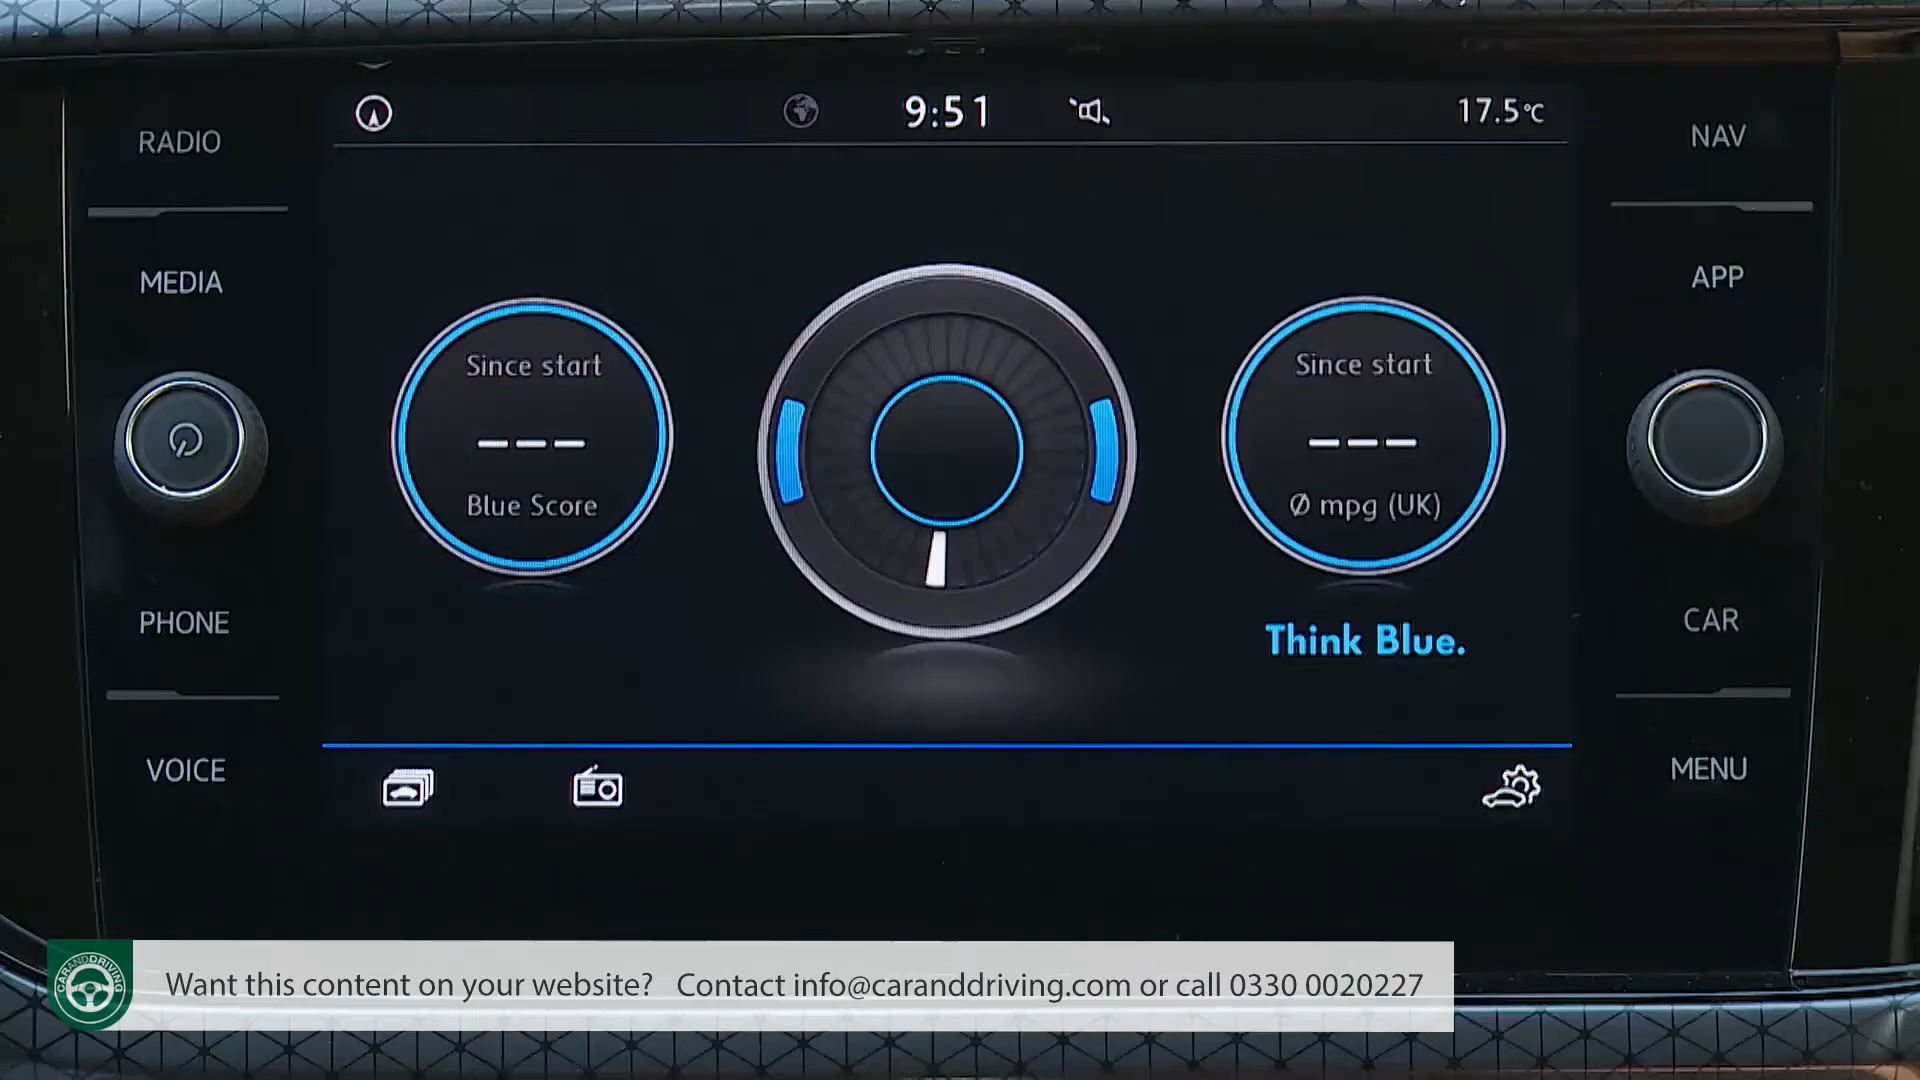 9:51
17.5°C
RADIO
NAV
MEDIA
APP
Since start
---
Blue Score
Since start
---
Ø mpg (UK)
PHONE
CAR
Think Blue.
VOICE
MENU
CARANDDRIVING
Want this content on your website? Contact info@caranddriving.com or call 0330 0020227